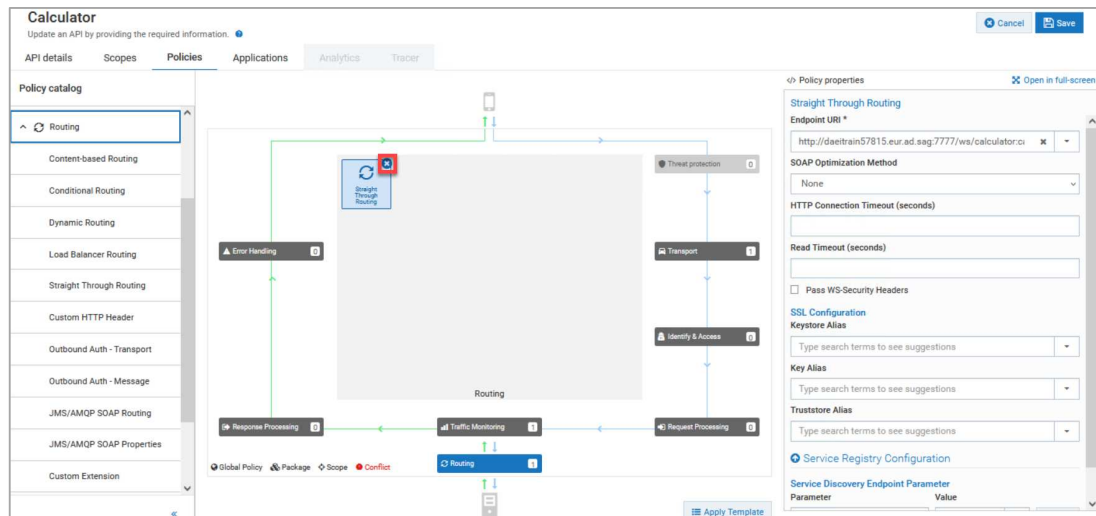 Calculator
Update an API by providing the required information.
Cancel
Save
API details
Scopes
Policies
Applications
Analytics
Tracer
Policy catalog
Routing
Content-based Routing
Conditional Routing
Dynamic Routing
Load Balancer Routing
Straight Through Routing
Custom HTTP Header
Outbound Auth - Transport
Outbound Auth - Message
JMS/AMQP SOAP Routing
JMS/AMQP SOAP Properties
Custom Extension
«
Straight
Through
Routing
Threat protection 0
Error Handling 0
Transport 1
Identify & Access 0
Routing
Response Processing 0
Traffic Monitoring 1
Request Processing 0
Global Policy Package Scope Conflict
Routing 1
Apply Template
</> Policy properties
Open in full-screen
Straight Through Routing
Endpoint URI *
http://daeitrain57815.eur.ad.sag:7777/ws/calculator:ca
SOAP Optimization Method
None
HTTP Connection Timeout (seconds)
Read Timeout (seconds)
Pass WS-Security Headers
SSL Configuration
Keystore Alias
Type search terms to see suggestions
Key Alias
Type search terms to see suggestions
Truststore Alias
Type search terms to see suggestions
Service Registry Configuration
Service Discovery Endpoint Parameter
Parameter Value